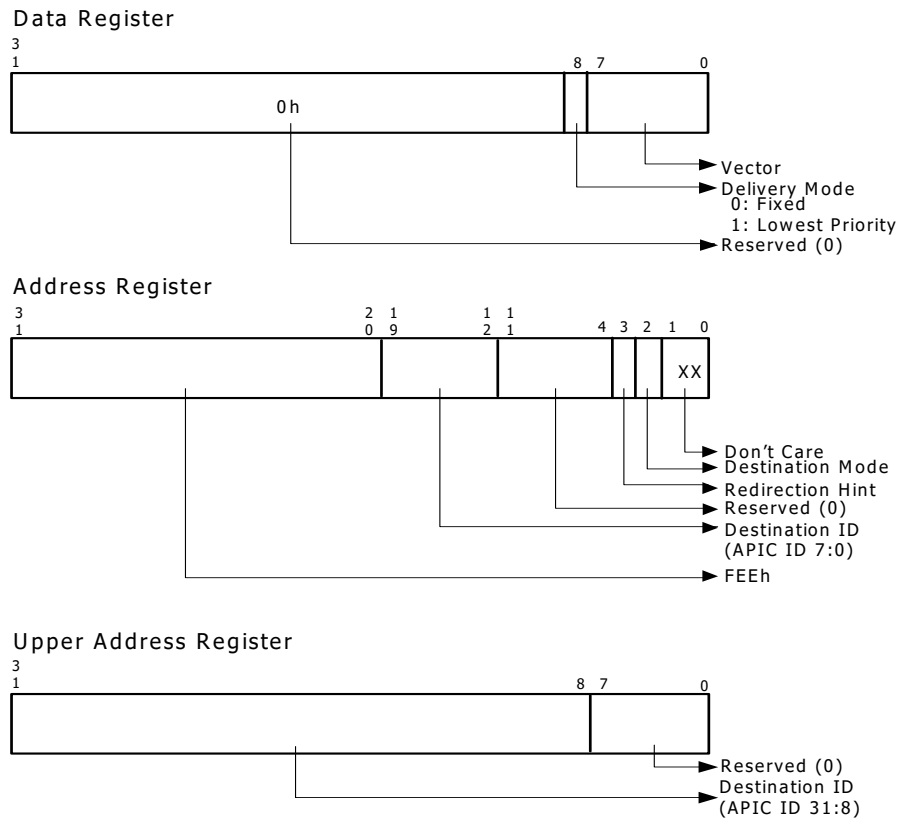 Data Register
3
1 8 7 0
0h
Vector
Delivery Mode
0: Fixed
1: Lowest Priority
Reserved (0)
Address Register
3 2 1 1 1
1 0 9 2 1 4 3 2 1 0
XX
Don't Care
Destination Mode
Redirection Hint
Reserved (0)
Destination ID
(APIC ID 7:0)
FEEh
Upper Address Register
3
1 8 7 0
Reserved (0)
Destination ID
(APIC ID 31:8)